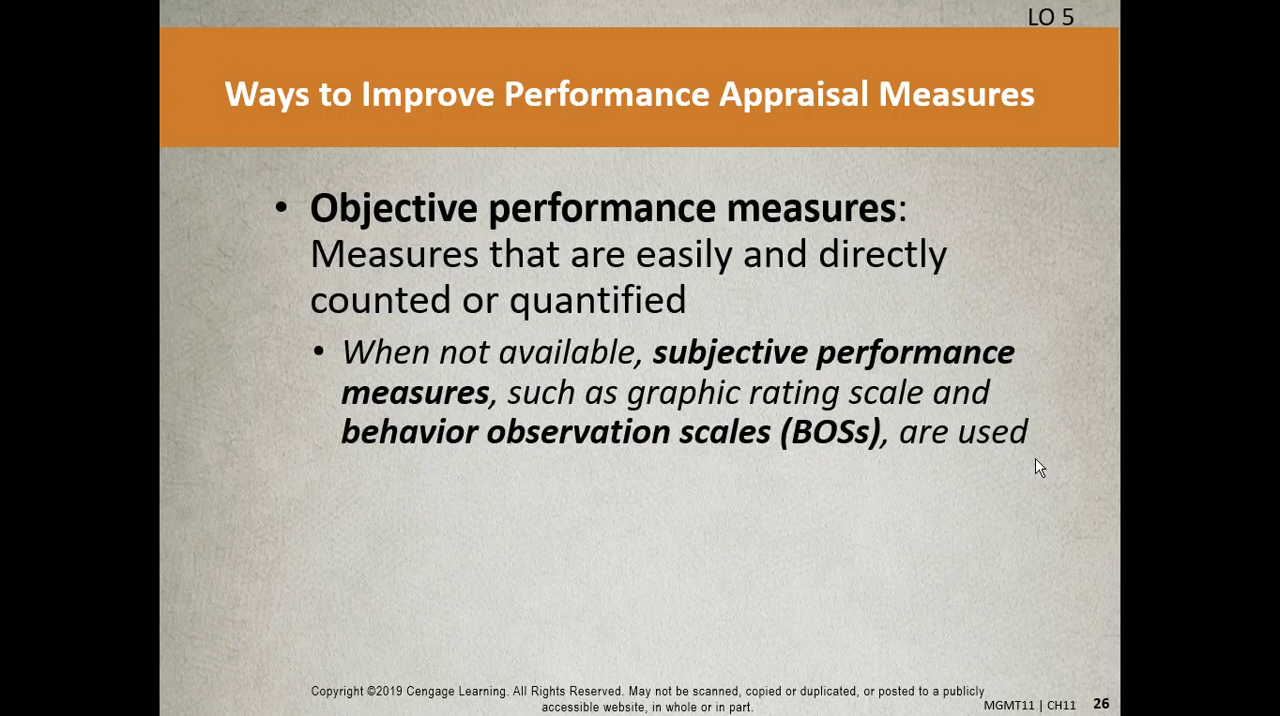 LO 5
Ways to Improve Performance Appraisal Measures
• Objective performance measures:
Measures that are easily and directly
counted or quantified
• When not available, subjective performance
measures, such as graphic rating scale and
behavior observation scales (BOSs), are used
Copyright ©2019 Cengage Learning. All Rights Reserved. May not be scanned, copied or duplicated, or posted to a publicly
accessible website, in whole or in part.
MGMT11 | CH11 26